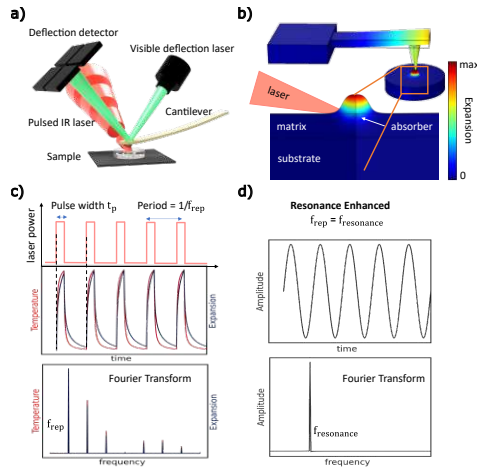 a)
Deflection detector
Visible deflection laser
Cantilever
Pulsed IR laser
Sample
b)
max
Expansion
0
laser
matrix
absorber
substrate
c)
Pulse width tp
Period = 1/frep
laser power
Temperature
Expansion
time
Fourier Transform
frep
Temperature
Expansion
frequency
d)
Resonance Enhanced
frep = fresonance
Amplitude
time
Fourier Transform
Amplitude
fresonance
frequency